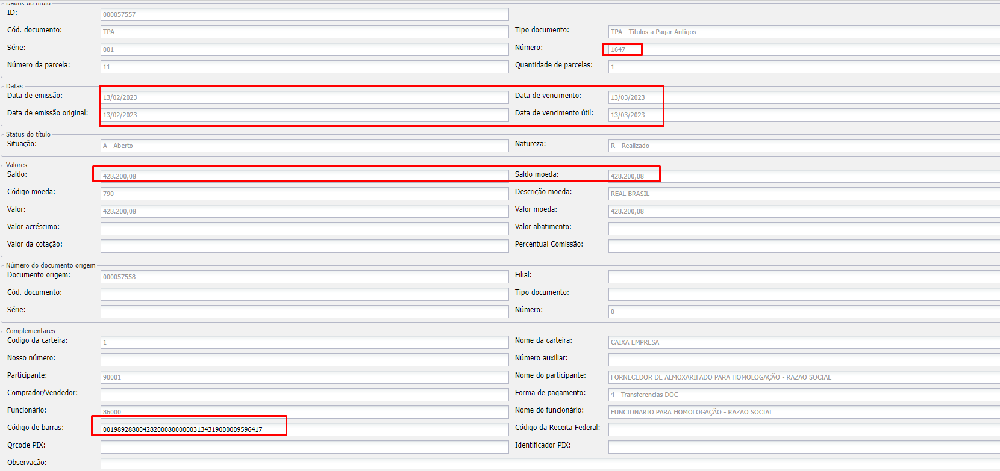 Dados do título
ID: 000057557
Cód. documento: TPA Tipo documento: TPA - Titulos a Pagar Antigos
Série: 001 Número: 1647
Número da parcela: 11 Quantidade de parcelas: 1
Datas
Data de emissão: 13/02/2023 Data de vencimento: 13/03/2023
Data de emissão original: 13/02/2023 Data de vencimento útil: 13/03/2023
Status do título
Situação: A - Aberto Natureza: R - Realizado
Valores
Saldo: 428.200,08 Saldo moeda: 428.200,08
Código moeda: 790 Descrição moeda: REAL BRASIL
Valor: 428.200,08 Valor moeda: 428.200,08
Valor acréscimo: Valor abatimento:
Valor da cotação: Percentual Comissão:
Número do documento origem
Documento origem: 000057558 Filial:
Cód. documento: Tipo documento:
Série: Número: 0
Complementares
Codigo da carteira: 1 Nome da carteira: CAIXA EMPRESA
Nosso número: Número auxiliar:
Participante: 90001 Nome do participante: FORNECEDOR DE ALMOXARIFADO PARA HOMOLOGAÇÃO - RAZAO SOCIAL
Comprador/Vendedor: Forma de pagamento: 4 - Transferencias DOC
Funcionário: 86000 Nome do funcionário: FUNCIONARIO PARA HOMOLOGAÇÃO - RAZAO SOCIAL
Código de barras: 00198928800428200080000003134319000009596417 Código da Receita Federal:
Qrcode PIX: Identificador PIX:
Observação: